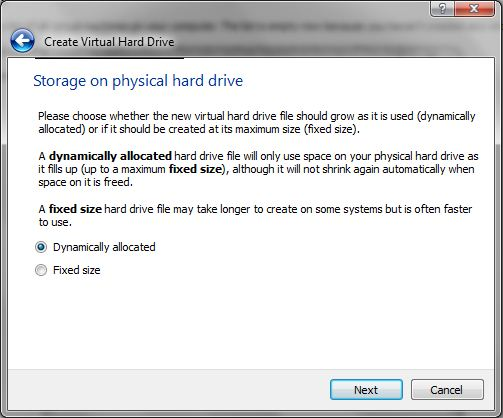 Create Virtual Hard Drive
Storage on physical hard drive
Please choose whether the new virtual hard drive file should grow as it is used (dynamically
allocated) or if it should be created at its maximum size (fixed size).
A dynamically allocated hard drive file will only use space on your physical hard drive as
it fills up (up to a maximum fixed size), although it will not shrink again automatically when
space on it is freed.
A fixed size hard drive file may take longer to create on some systems but is often faster
to use.
Dynamically allocated
Fixed size
Next Cancel